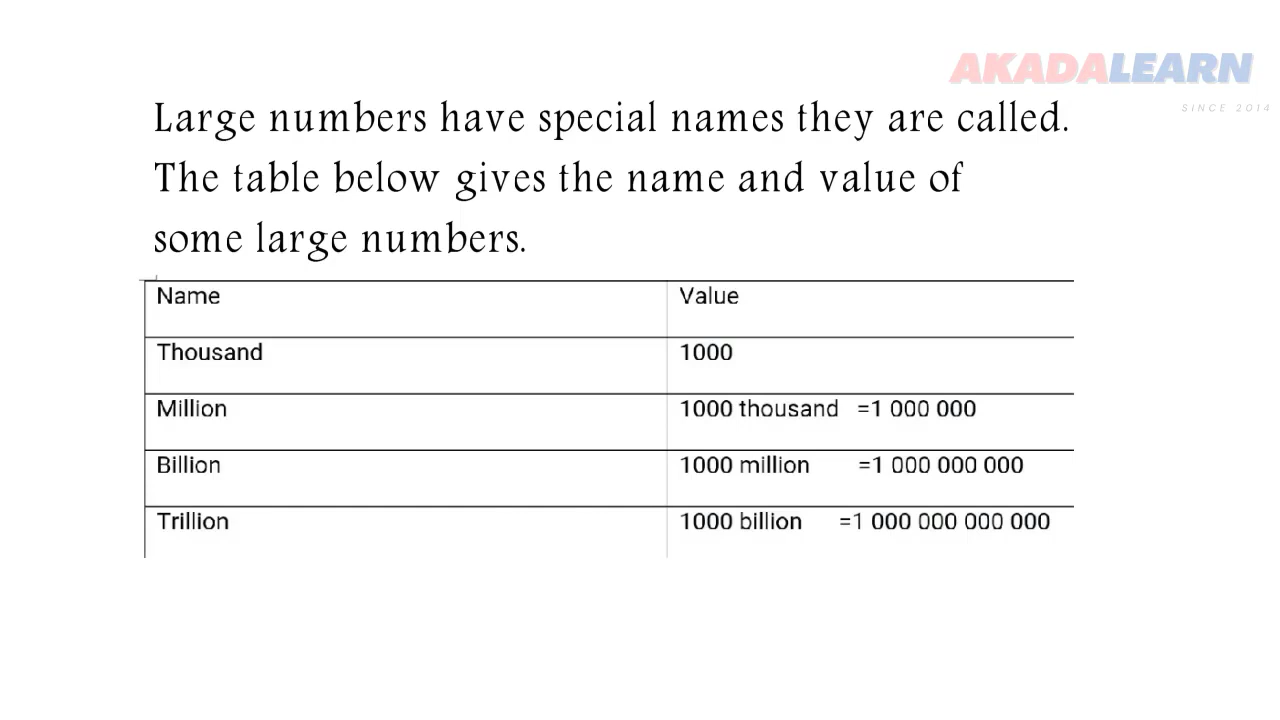 AKADALEARN
SINCE 2014
Large numbers have special names they are called.
The table below gives the name and value of
some large numbers.
Name Value
Thousand 1000
Million 1000 thousand =1 000 000
Billion 1000 million =1 000 000 000
Trillion 1000 billion =1 000 000 000 000